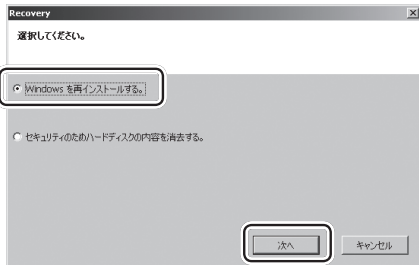 Recovery
選択してください。
Windows を再インストールする。
セキュリティのためハードディスクの内容を消去する。
次へ
キャンセル